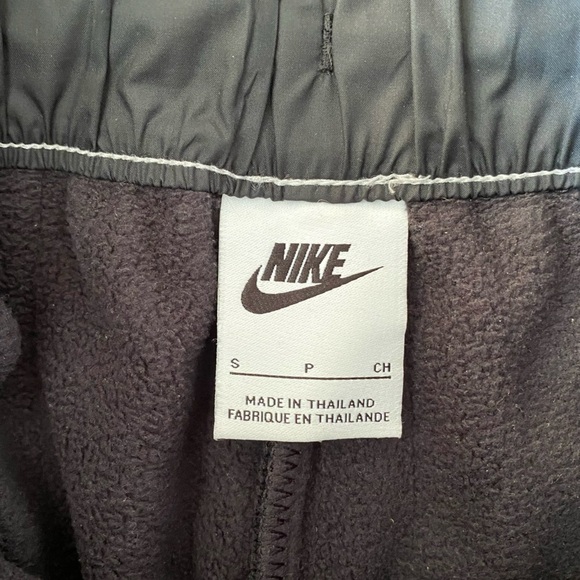 NIKE
S P CH
MADE IN THAILAND
FABRIQUE EN THAILANDE